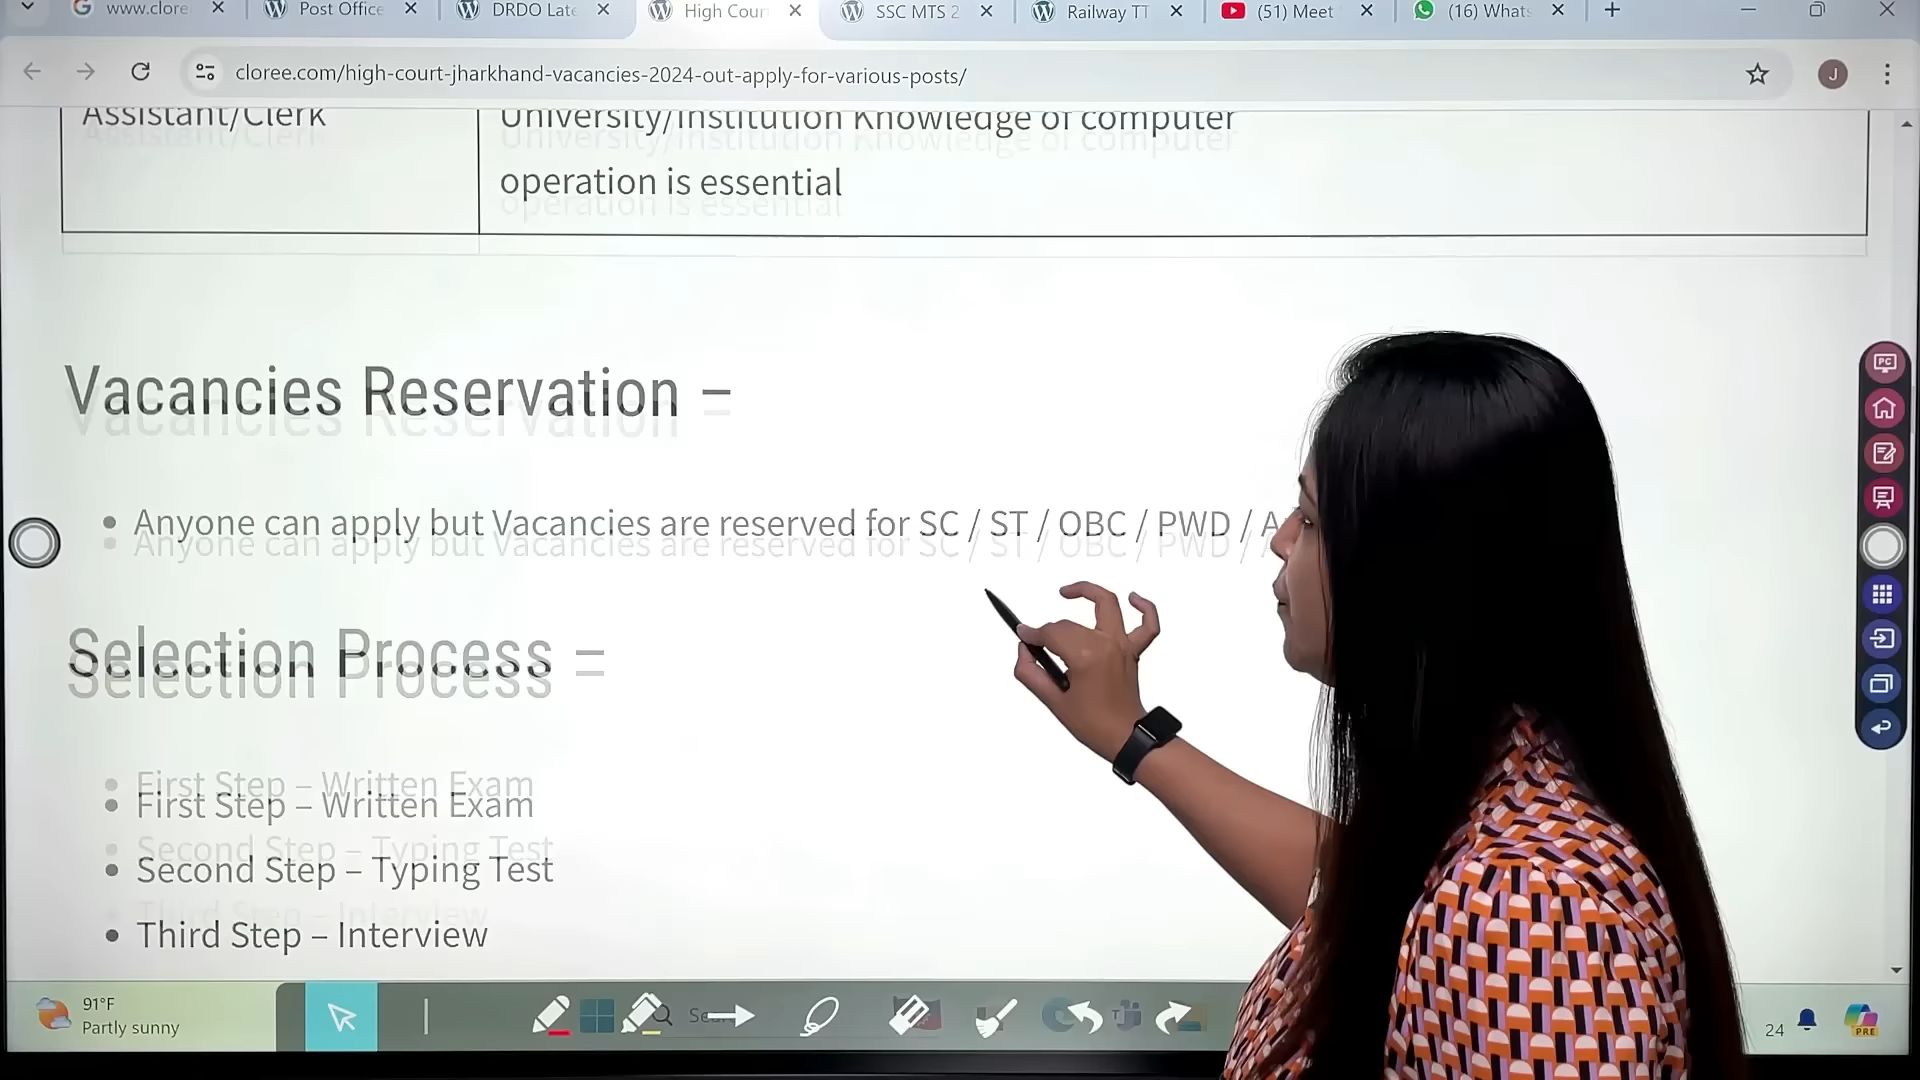 www.clore
Post Office
DRDO Late
High Cour
SSC MTS 2
Railway TT
(51) Meet
(16) Whats
cloree.com/high-court-jharkhand-vacancies-2024-out-apply-for-various-posts/
J
Assistant/Clerk
University/Institution Knowledge of computer
operation is essential
Vacancies Reservation –
Anyone can apply but Vacancies are reserved for SC / ST / OBC / PWD / A
Selection Process =
First Step – Written Exam
Second Step – Typing Test
Third Step – Interview
PC
91°F
Partly sunny
24
PRE